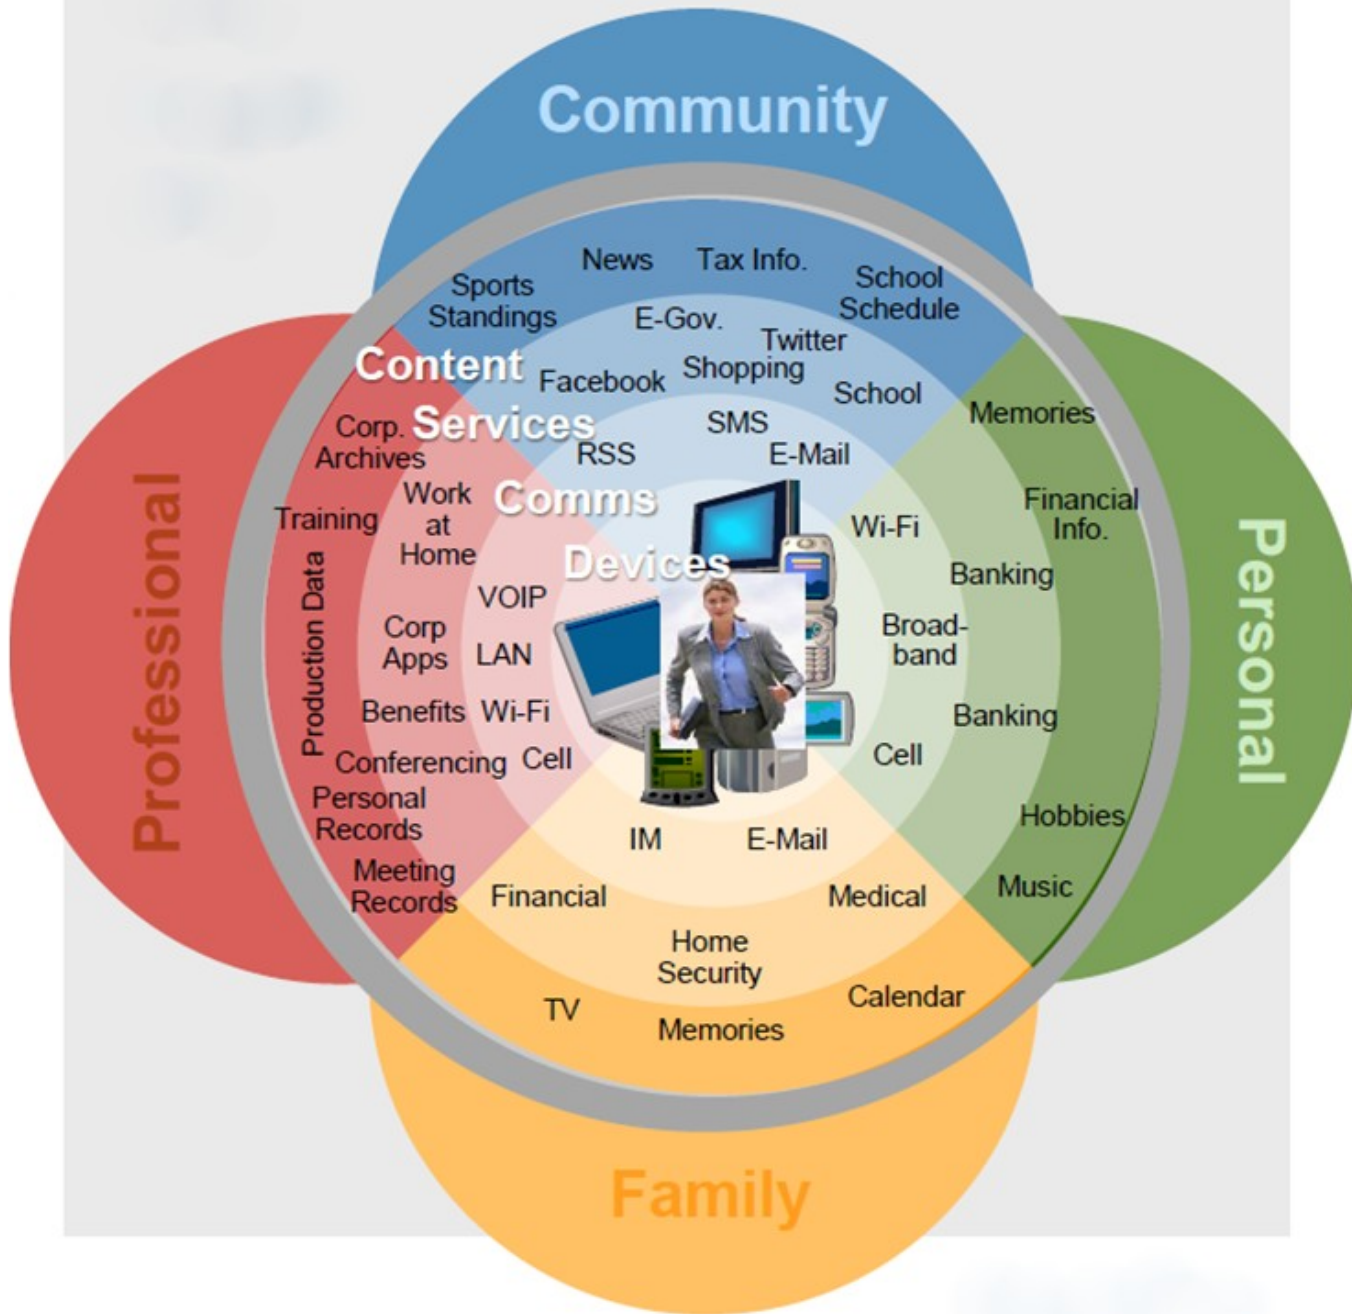 Community
News
Tax Info.
School
Schedule
Sports
Standings
E-Gov.
Twitter
Shopping
Facebook
School
SMS
RSS
E-Mail
Content
Services
Comms
Devices
Professional
Corp.
Archives
Training
Work
at
Home
Production Data
VOIP
Corp
Apps
LAN
Benefits
Wi-Fi
Conferencing
Cell
Personal
Records
Meeting
Records
Personal
Memories
Financial
Info.
Wi-Fi
Banking
Broad-
band
Banking
Cell
Hobbies
Music
IM
E-Mail
Financial
Medical
Home
Security
TV
Calendar
Memories
Family